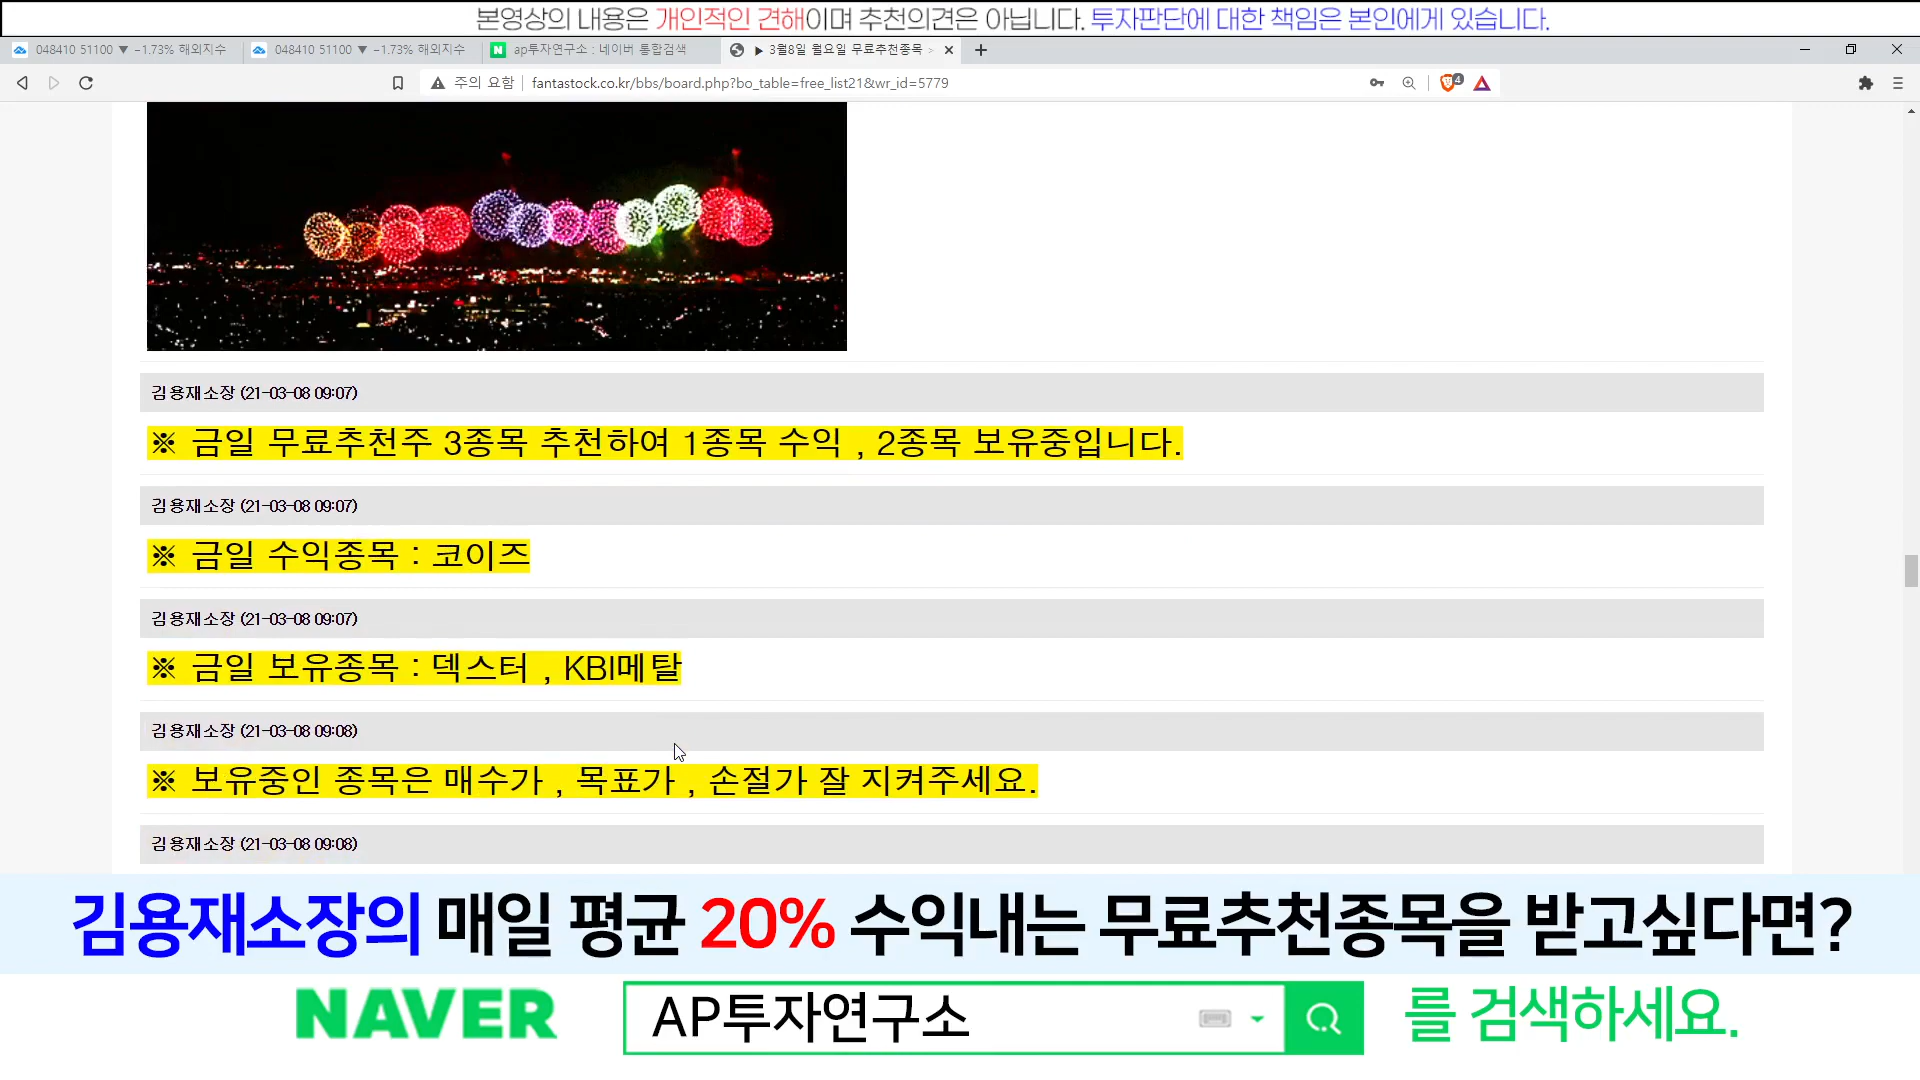 본영상의 내용은 개인적인 견해이며 추천의견은 아닙니다. 투자판단에 대한 책임은 본인에게 있습니다.
048410 51100 ▼ -1.73% 해외지수
048410 51100 ▼ -1.73% 해외지수
ap투자연구소 : 네이버 통합검색
▶ 3월8일 월요일 무료추천종목 >
주의 요함
fantastock.co.kr/bbs/board.php?bo_table=free_list21&wr_id=5779
4
김용재소장 (21-03-08 09:07)
※ 금일 무료추천주 3종목 추천하여 1종목 수익 , 2종목 보유중입니다.
김용재소장 (21-03-08 09:07)
※ 금일 수익종목 : 코이즈
김용재소장 (21-03-08 09:07)
※ 금일 보유종목 : 덱스터 , KBI메탈
김용재소장 (21-03-08 09:08)
※ 보유중인 종목은 매수가 , 목표가 , 손절가 잘 지켜주세요.
김용재소장 (21-03-08 09:08)
김용재소장의 매일 평균 20% 수익내는 무료추천종목을 받고싶다면?
NAVER AP투자연구소 를 검색하세요.